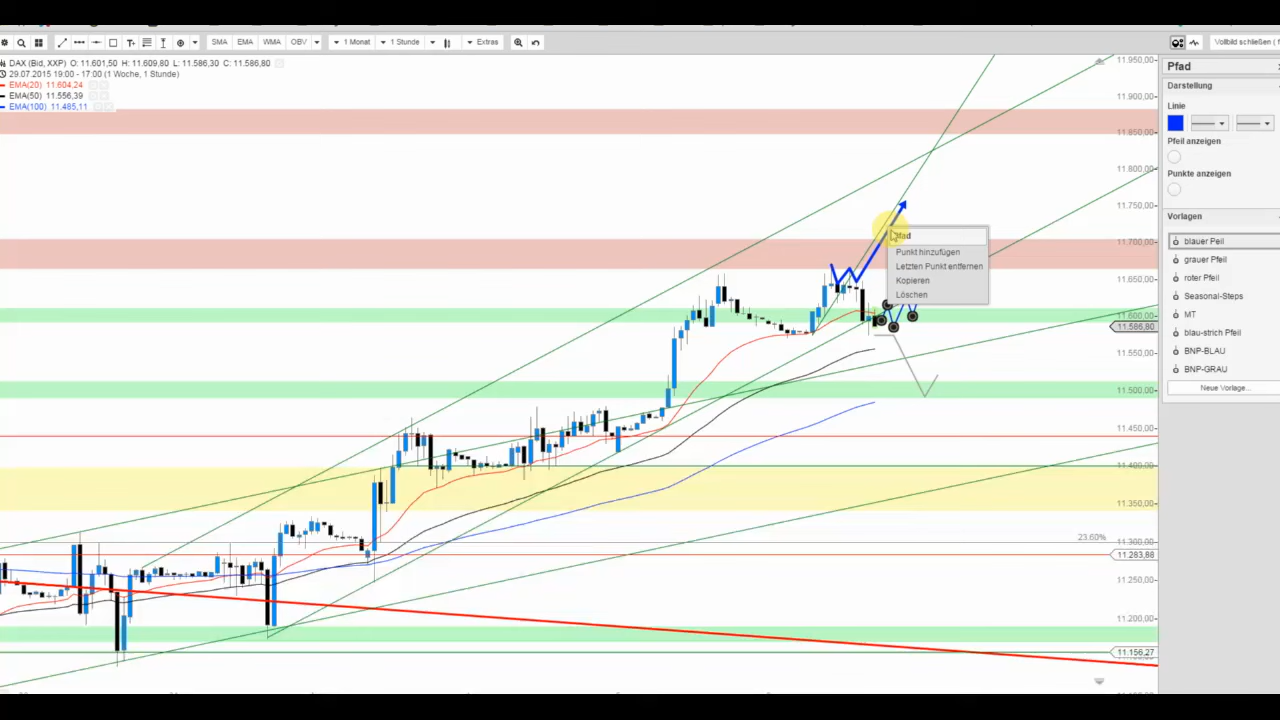 SMA EMA WMA OBV 1 Monat 1 Stunde Extras Vollbild schließen ( f
DAX (Bid, XXP) O: 11.601,50 H: 11.609,80 L: 11.586,30 C: 11.586,80
29.07.2015 19:00 - 17:00 (1 Woche, 1 Stunde)
EMA(20) 11.604,24
EMA(50) 11.556,39
EMA(100) 11.485,11
11.950,00
11.900,00
11.850,00
11.800,00
11.750,00
11.700,00
11.650,00
11.600,00
11.586,80
11.550,00
11.500,00
11.450,00
11.400,00
11.350,00
23.60%
11.300,00
11.283,88
11.250,00
11.200,00
11.156,27
Pfad
Punkt hinzufügen
Letzten Punkt entfernen
Kopieren
Löschen
Pfad
Darstellung
Linie
Pfeil anzeigen
Punkte anzeigen
Vorlagen
blauer Peil
grauer Pfeil
roter Pfeil
Seasonal-Steps
MT
blau-strich Pfeil
BNP-BLAU
BNP-GRAU
Neue Vorlage...